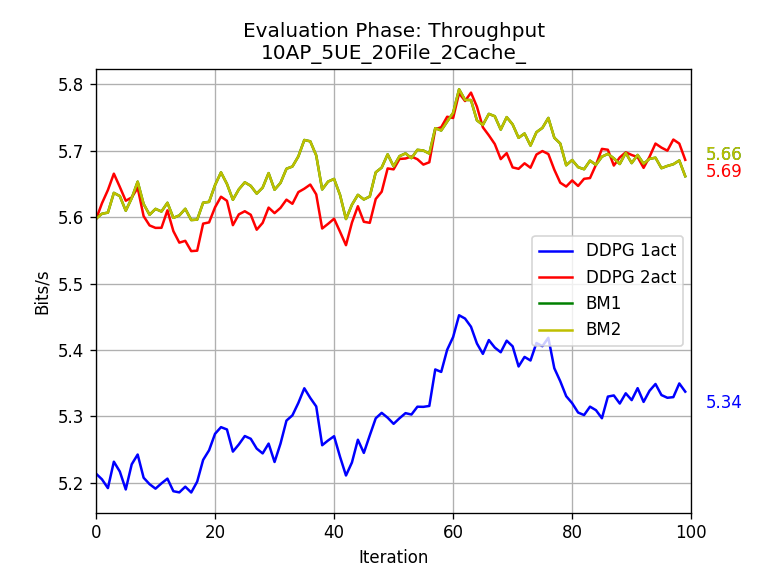 Evaluation Phase: Throughput
10AP_5UE_20File_2Cache_
5.8
5.7
5.6
5.5
5.4
5.3
5.2
Bits/s
0
20
40
60
80
100
Iteration
DDPG 1act
DDPG 2act
BM1
BM2
5.66
5.69
5.34